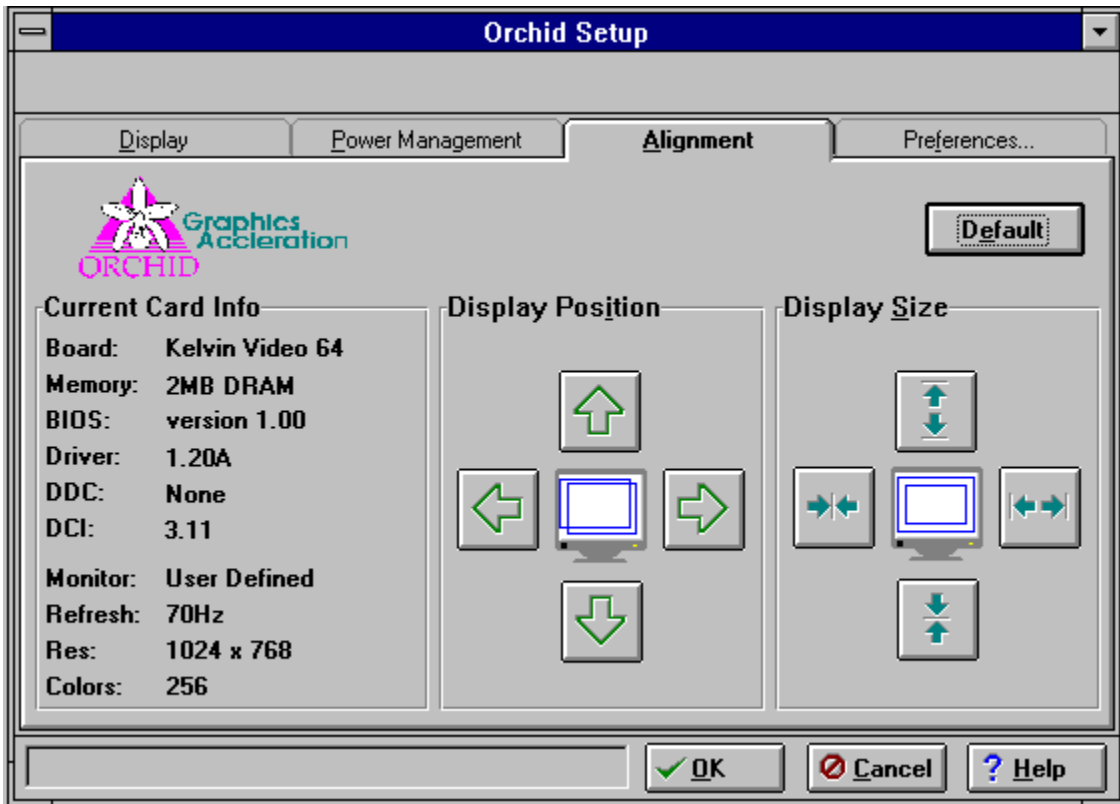 Orchid Setup
Display Power Management Alignment Preferences...
Graphics
Accleration
ORCHID
Default
Current Card Info
Board: Kelvin Video 64
Memory: 2MB DRAM
BIOS: version 1.00
Driver: 1.20A
DDC: None
DCI: 3.11
Monitor: User Defined
Refresh: 70Hz
Res: 1024 x 768
Colors: 256
Display Position
Display Size
OK Cancel ? Help